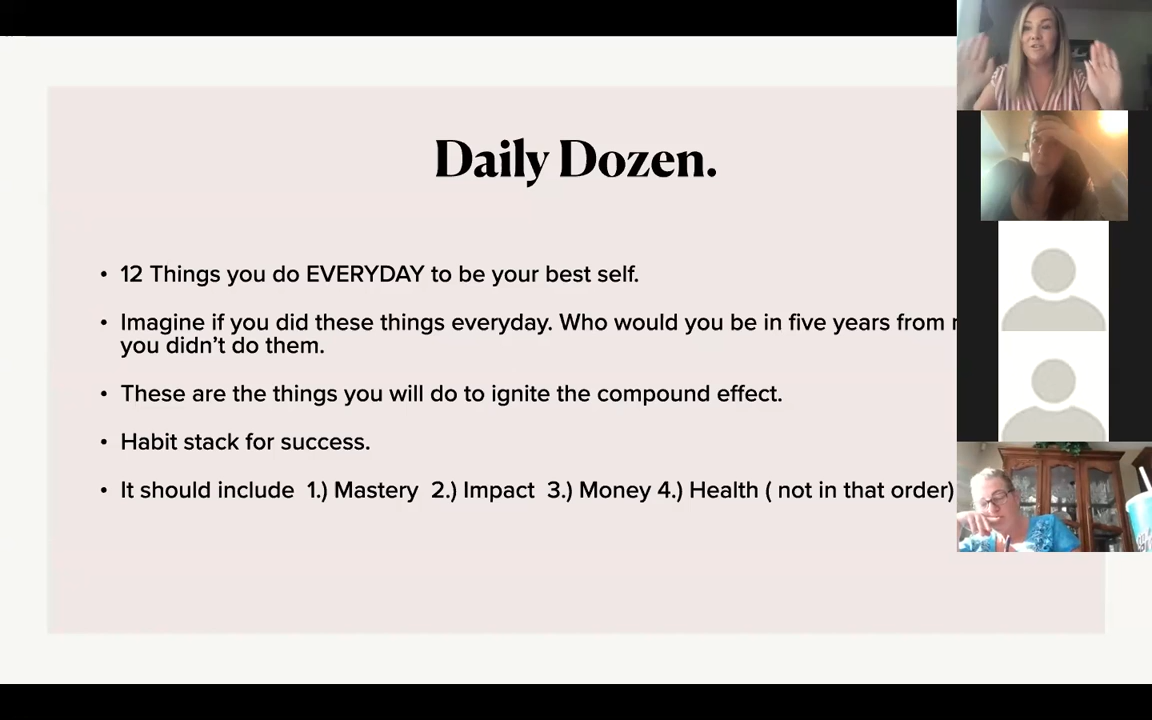 Daily Dozen.
• 12 Things you do EVERYDAY to be your best self.
• Imagine if you did these things everyday. Who would you be in five years from
you didn't do them.
• These are the things you will do to ignite the compound effect.
• Habit stack for success.
• It should include 1.) Mastery 2.) Impact 3.) Money 4.) Health ( not in that order)